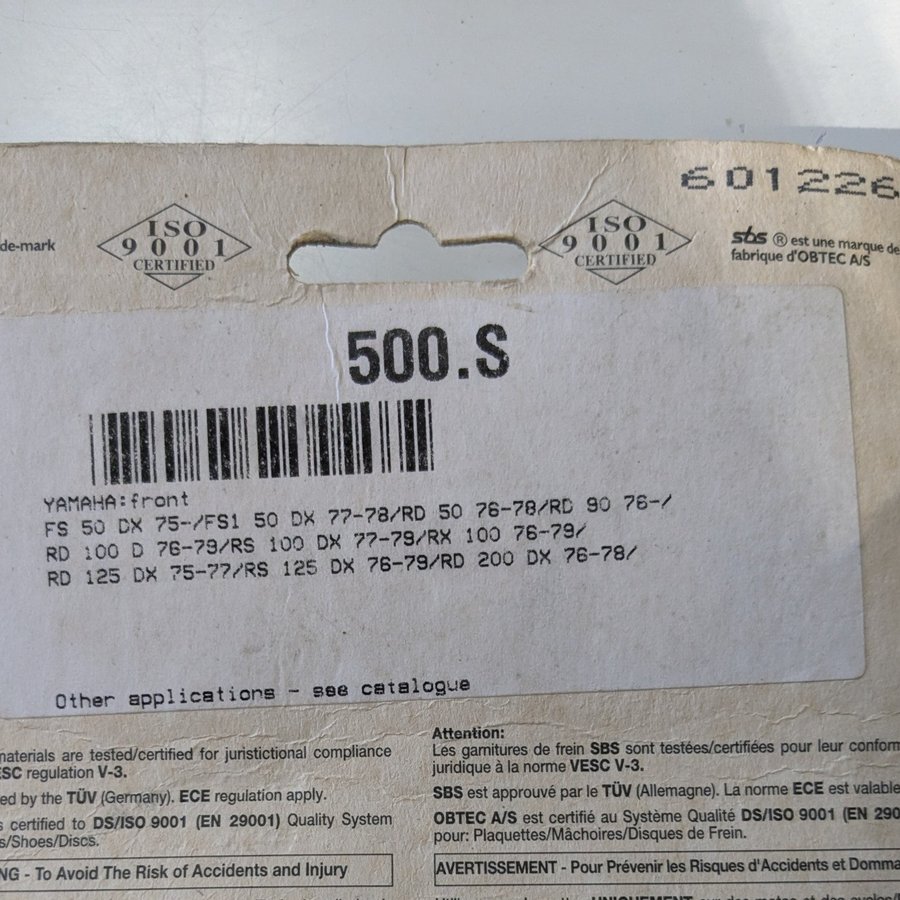 601226
de-mark
ISO
9001
CERTIFIED
ISO
9001
CERTIFIED
sbs ® est une marque de
fabrique d'OBTEC A/S
500.S
YAMAHA:front
FS 50 DX 75-/FS1 50 DX 77-78/RD 50 76-78/RD 90 76-/
RD 100 D 76-79/RS 100 DX 77-79/RX 100 76-79/
RD 125 DX 75-77/RS 125 DX 76-79/RD 200 DX 76-78/
Other applications - see catalogue
materials are tested/certified for juristictional compliance
ESC regulation V-3.
ed by the TÜV (Germany). ECE regulation apply.
s certified to DS/ISO 9001 (EN 29001) Quality System
s/Shoes/Discs.
NG - To Avoid The Risk of Accidents and Injury
Attention:
Les garnitures de frein SBS sont testées/certifiées pour leur conform
juridique à la norme VESC V-3.
SBS est approuvé par le TÜV (Allemagne). La norme ECE est valable
OBTEC A/S est certifié au Système Qualité DS/ISO 9001 (EN 290
pour: Plaquettes/Mâchoires/Disques de Frein.
AVERTISSEMENT - Pour Prévenir les Risques d'Accidents et Domma